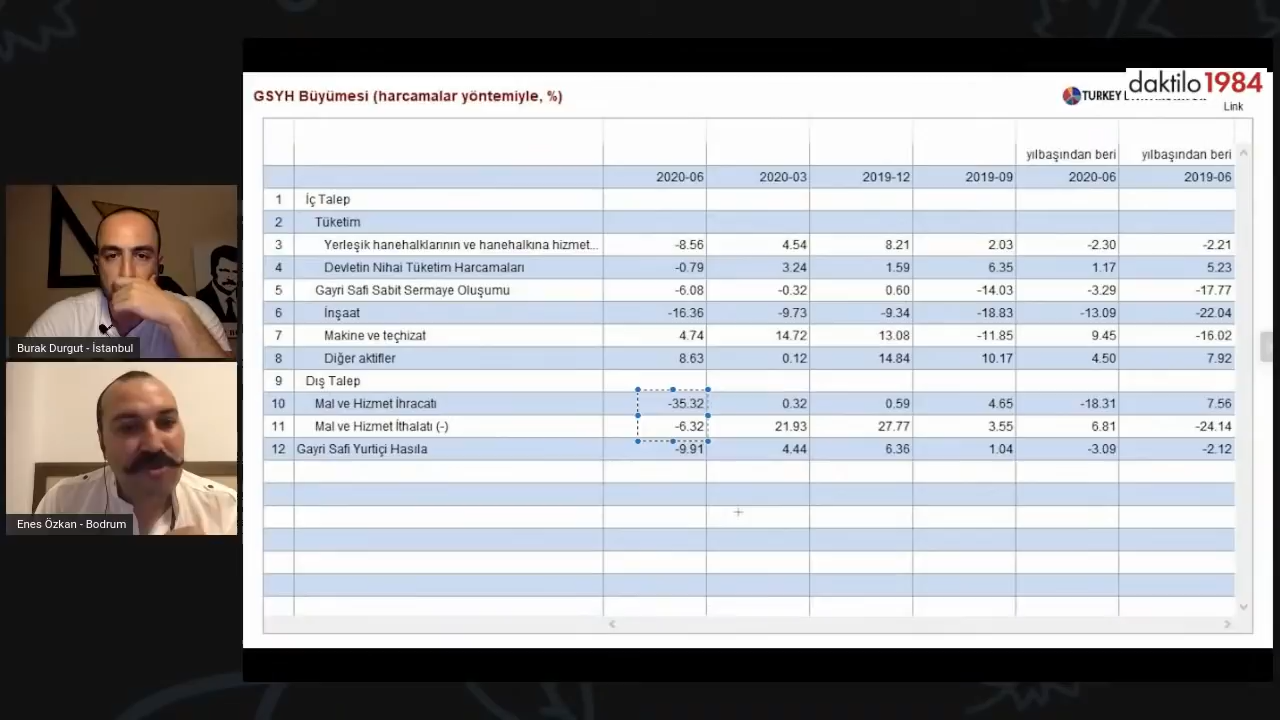 GSYH Büyümesi (harcamalar yöntemiyle, %)
TURKEY
daktilo1984
Link
yılbaşından beri yılbaşından beri
2020-06 2020-03 2019-12 2019-09 2020-06 2019-06
1 İç Talep
2 Tüketim
3 Yerleşik hanehalklarının ve hanehalkına hizmet... -8.56 4.54 8.21 2.03 -2.30 -2.21
4 Devletin Nihai Tüketim Harcamaları -0.79 3.24 1.59 6.35 1.17 5.23
5 Gayri Safi Sabit Sermaye Oluşumu -6.08 -0.32 0.60 -14.03 -3.29 -17.77
6 İnşaat -16.36 -9.73 -9.34 -18.83 -13.09 -22.04
7 Makine ve teçhizat 4.74 14.72 13.08 -11.85 9.45 -16.02
8 Diğer aktifler 8.63 0.12 14.84 10.17 4.50 7.92
9 Dış Talep
10 Mal ve Hizmet İhracatı -35.32 0.32 0.59 4.65 -18.31 7.56
11 Mal ve Hizmet İthalatı (-) -6.32 21.93 27.77 3.55 6.81 -24.14
12 Gayri Safi Yurtiçi Hasıla -9.91 4.44 6.36 1.04 -3.09 -2.12
Burak Durgut - İstanbul
Enes Özkan - Bodrum